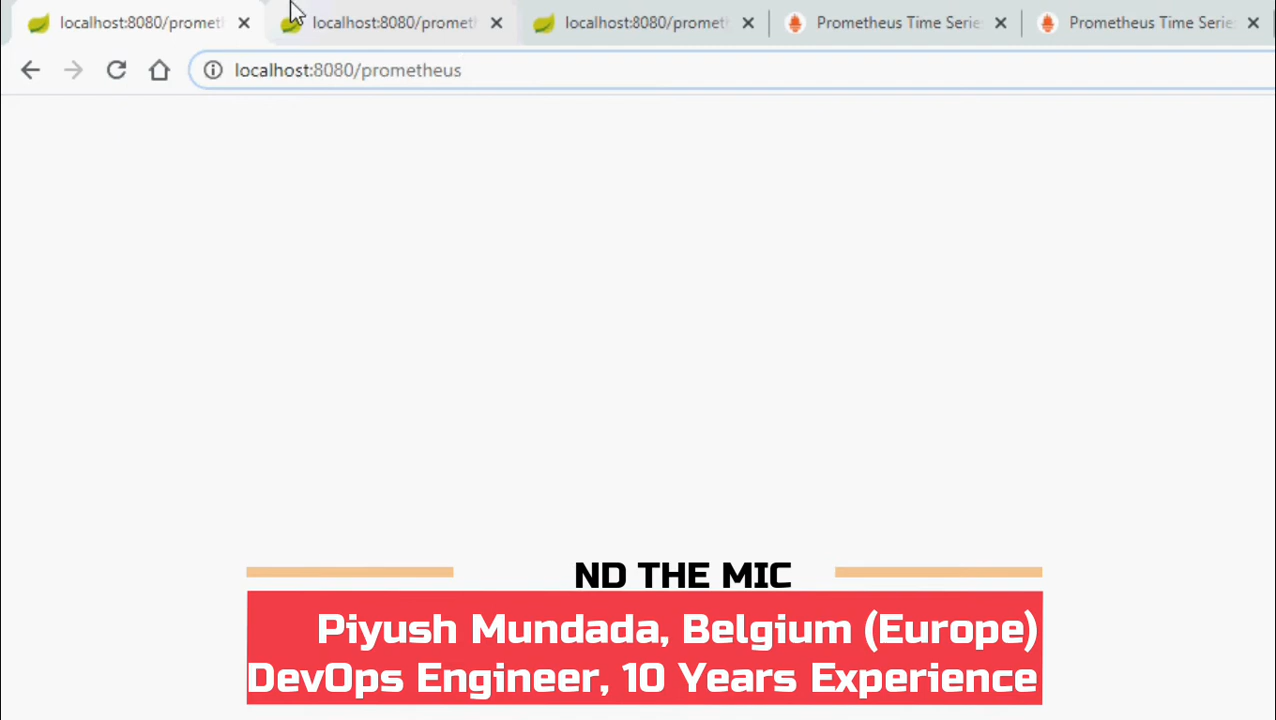 localhost:8080/promet
localhost:8080/promet
localhost:8080/promet
Prometheus Time Serie
Prometheus Time Serie
localhost:8080/prometheus
ND THE MIC
Piyush Mundada, Belgium (Europe)
DevOps Engineer, 10 Years Experience